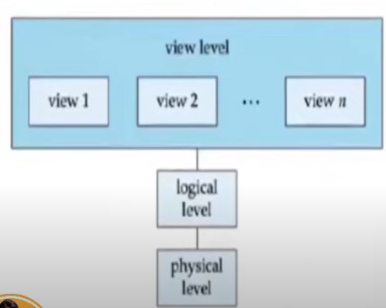 view level
view 1
view 2
...
view n
logical
level
physical
level